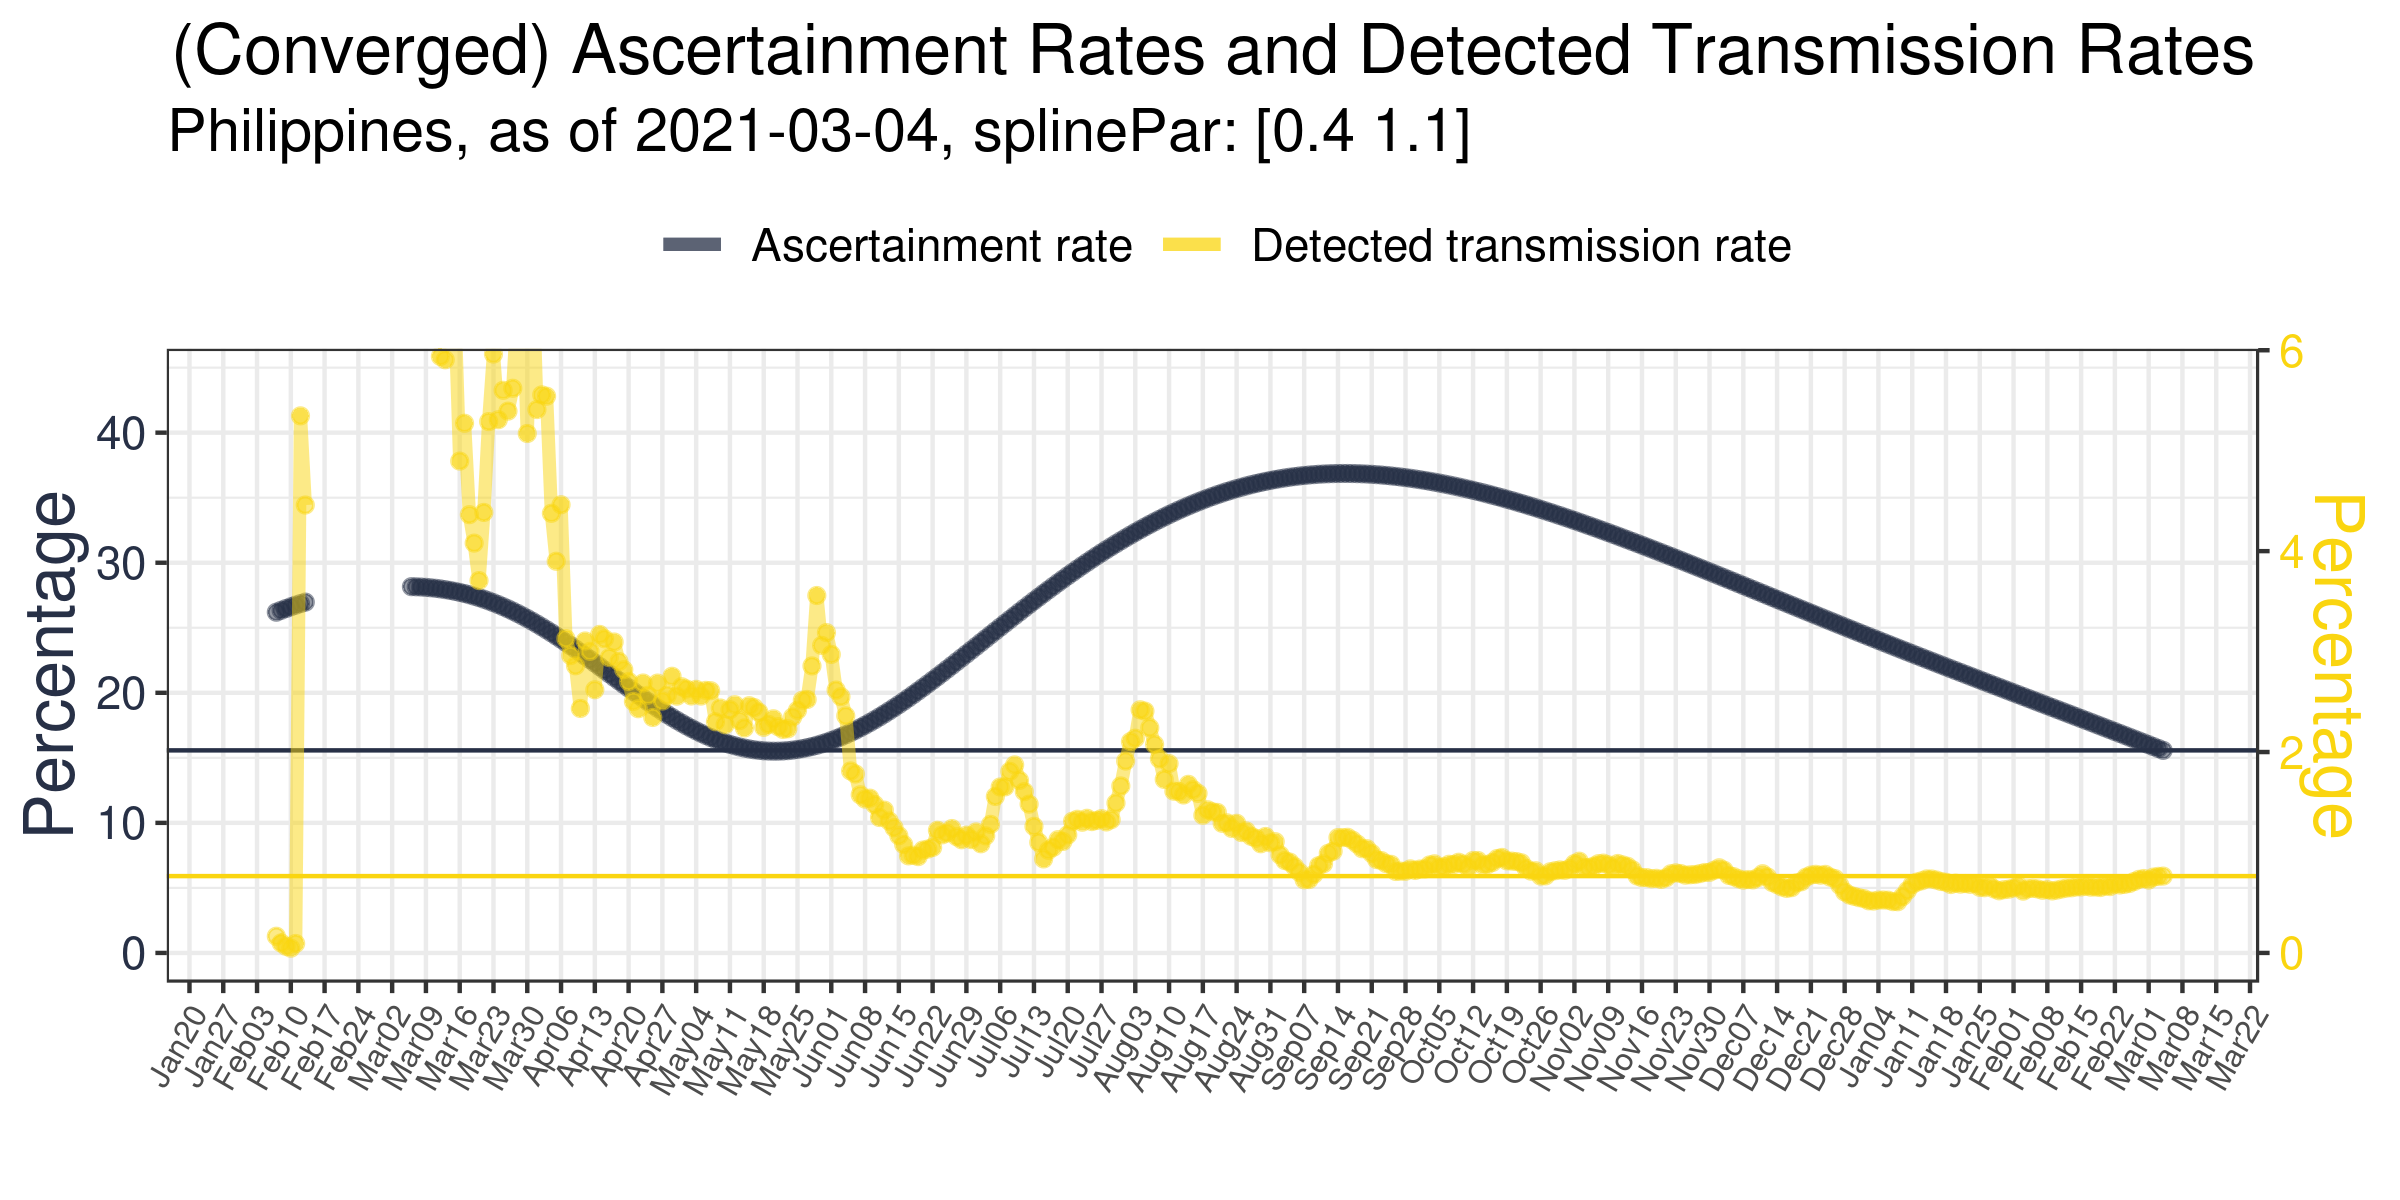 (Converged) Ascertainment Rates and Detected Transmission Rates
Philippines, as of 2021-03-04, splinePar: [0.4 1.1]
Ascertainment rate Detected transmission rate
Percentage
40
30
20
10
0
6
4
2
0
Percentage
Jan20 Jan27 Feb03 Feb10 Feb17 Feb24 Mar02 Mar09 Mar16 Mar23 Mar30 Apr06 Apr13 Apr20 Apr27 May04 May11 May18 May25 Jun01 Jun08 Jun15 Jun22 Jun29 Jul06 Jul13 Jul20 Jul27 Aug03 Aug10 Aug17 Aug24 Aug31 Sep07 Sep14 Sep21 Sep28 Oct05 Oct12 Oct19 Oct26 Nov02 Nov09 Nov16 Nov23 Nov30 Dec07 Dec14 Dec21 Dec28 Jan04 Jan11 Jan18 Jan25 Feb01 Feb08 Feb15 Feb22 Mar01 Mar08 Mar15 Mar22